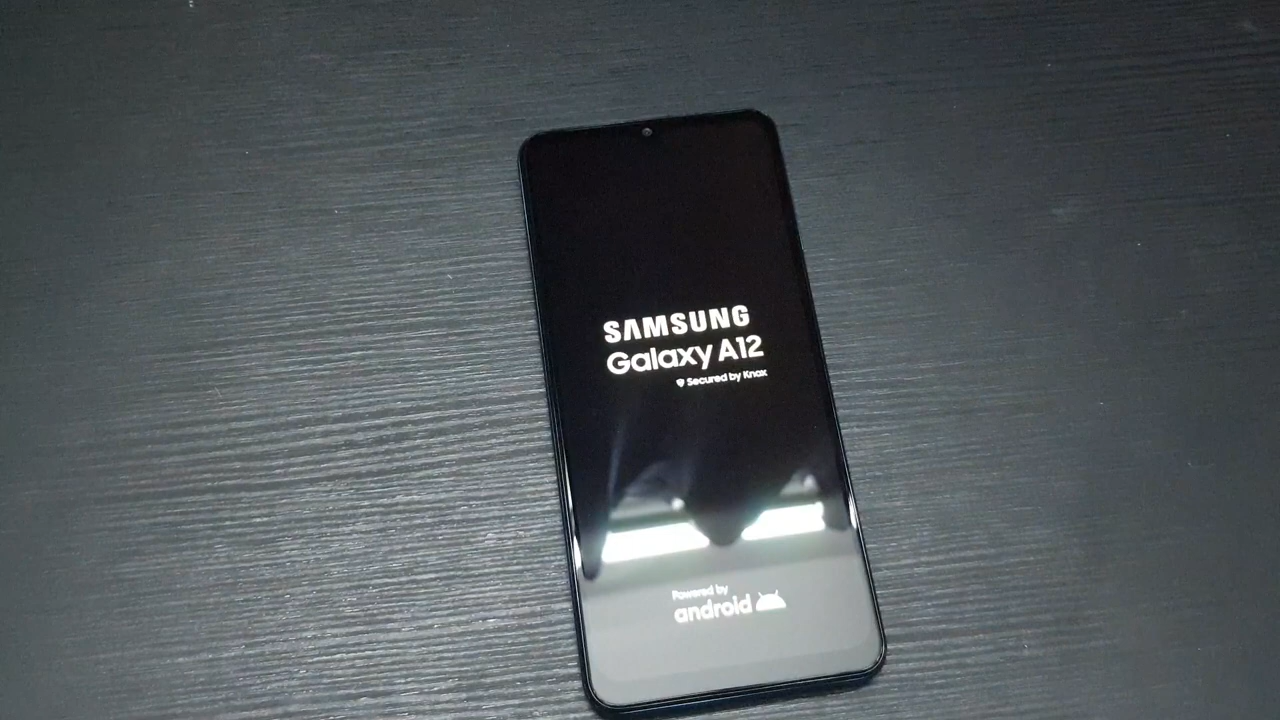 SAMSUNG
Galaxy A12
Secured by Knox
Powered by
android